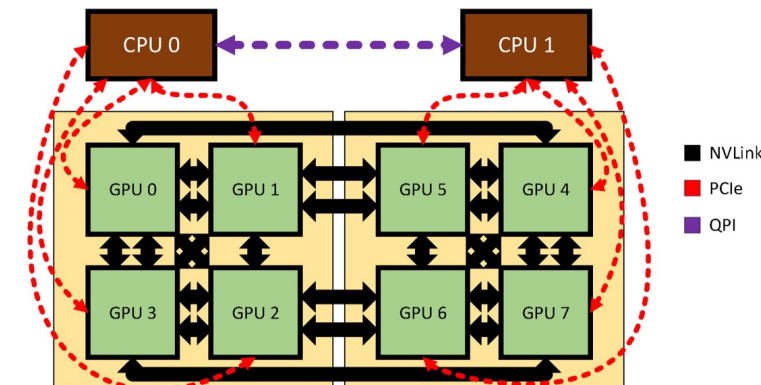 CPU 0
CPU 1
GPU 0
GPU 1
GPU 5
GPU 4
NVLink
PCIe
QPI
GPU 3
GPU 2
GPU 6
GPU 7